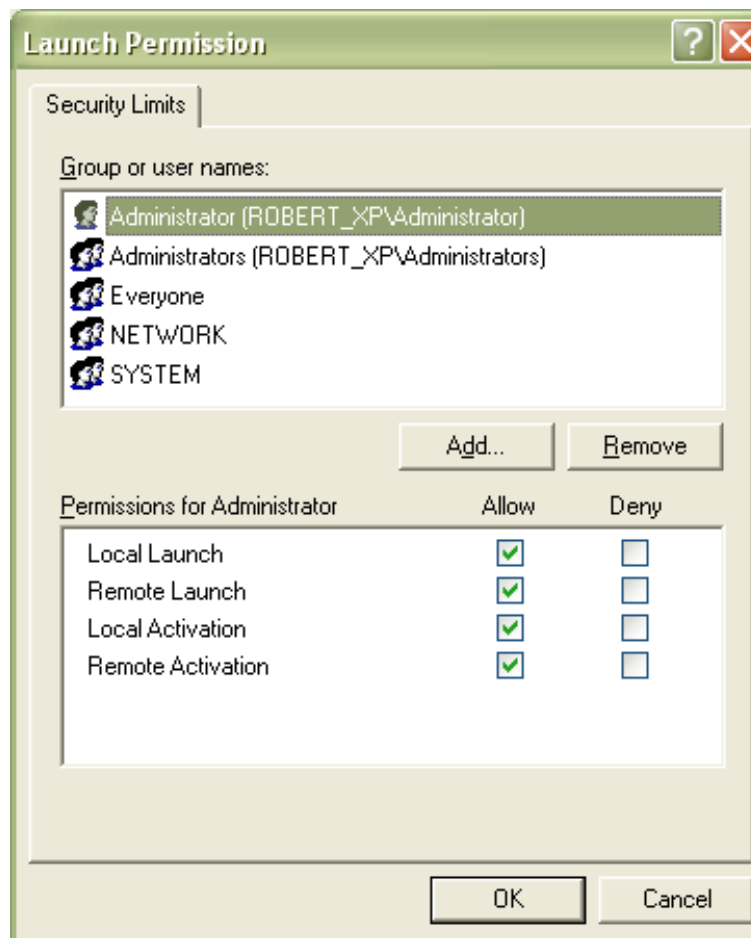 Launch Permission
Security Limits
Group or user names:
Administrator (ROBERT_XP\Administrator)
Administrators (ROBERT_XP\Administrators)
Everyone
NETWORK
SYSTEM
Add... Remove
Permissions for Administrator Allow Deny
Local Launch
Remote Launch
Local Activation
Remote Activation
OK Cancel